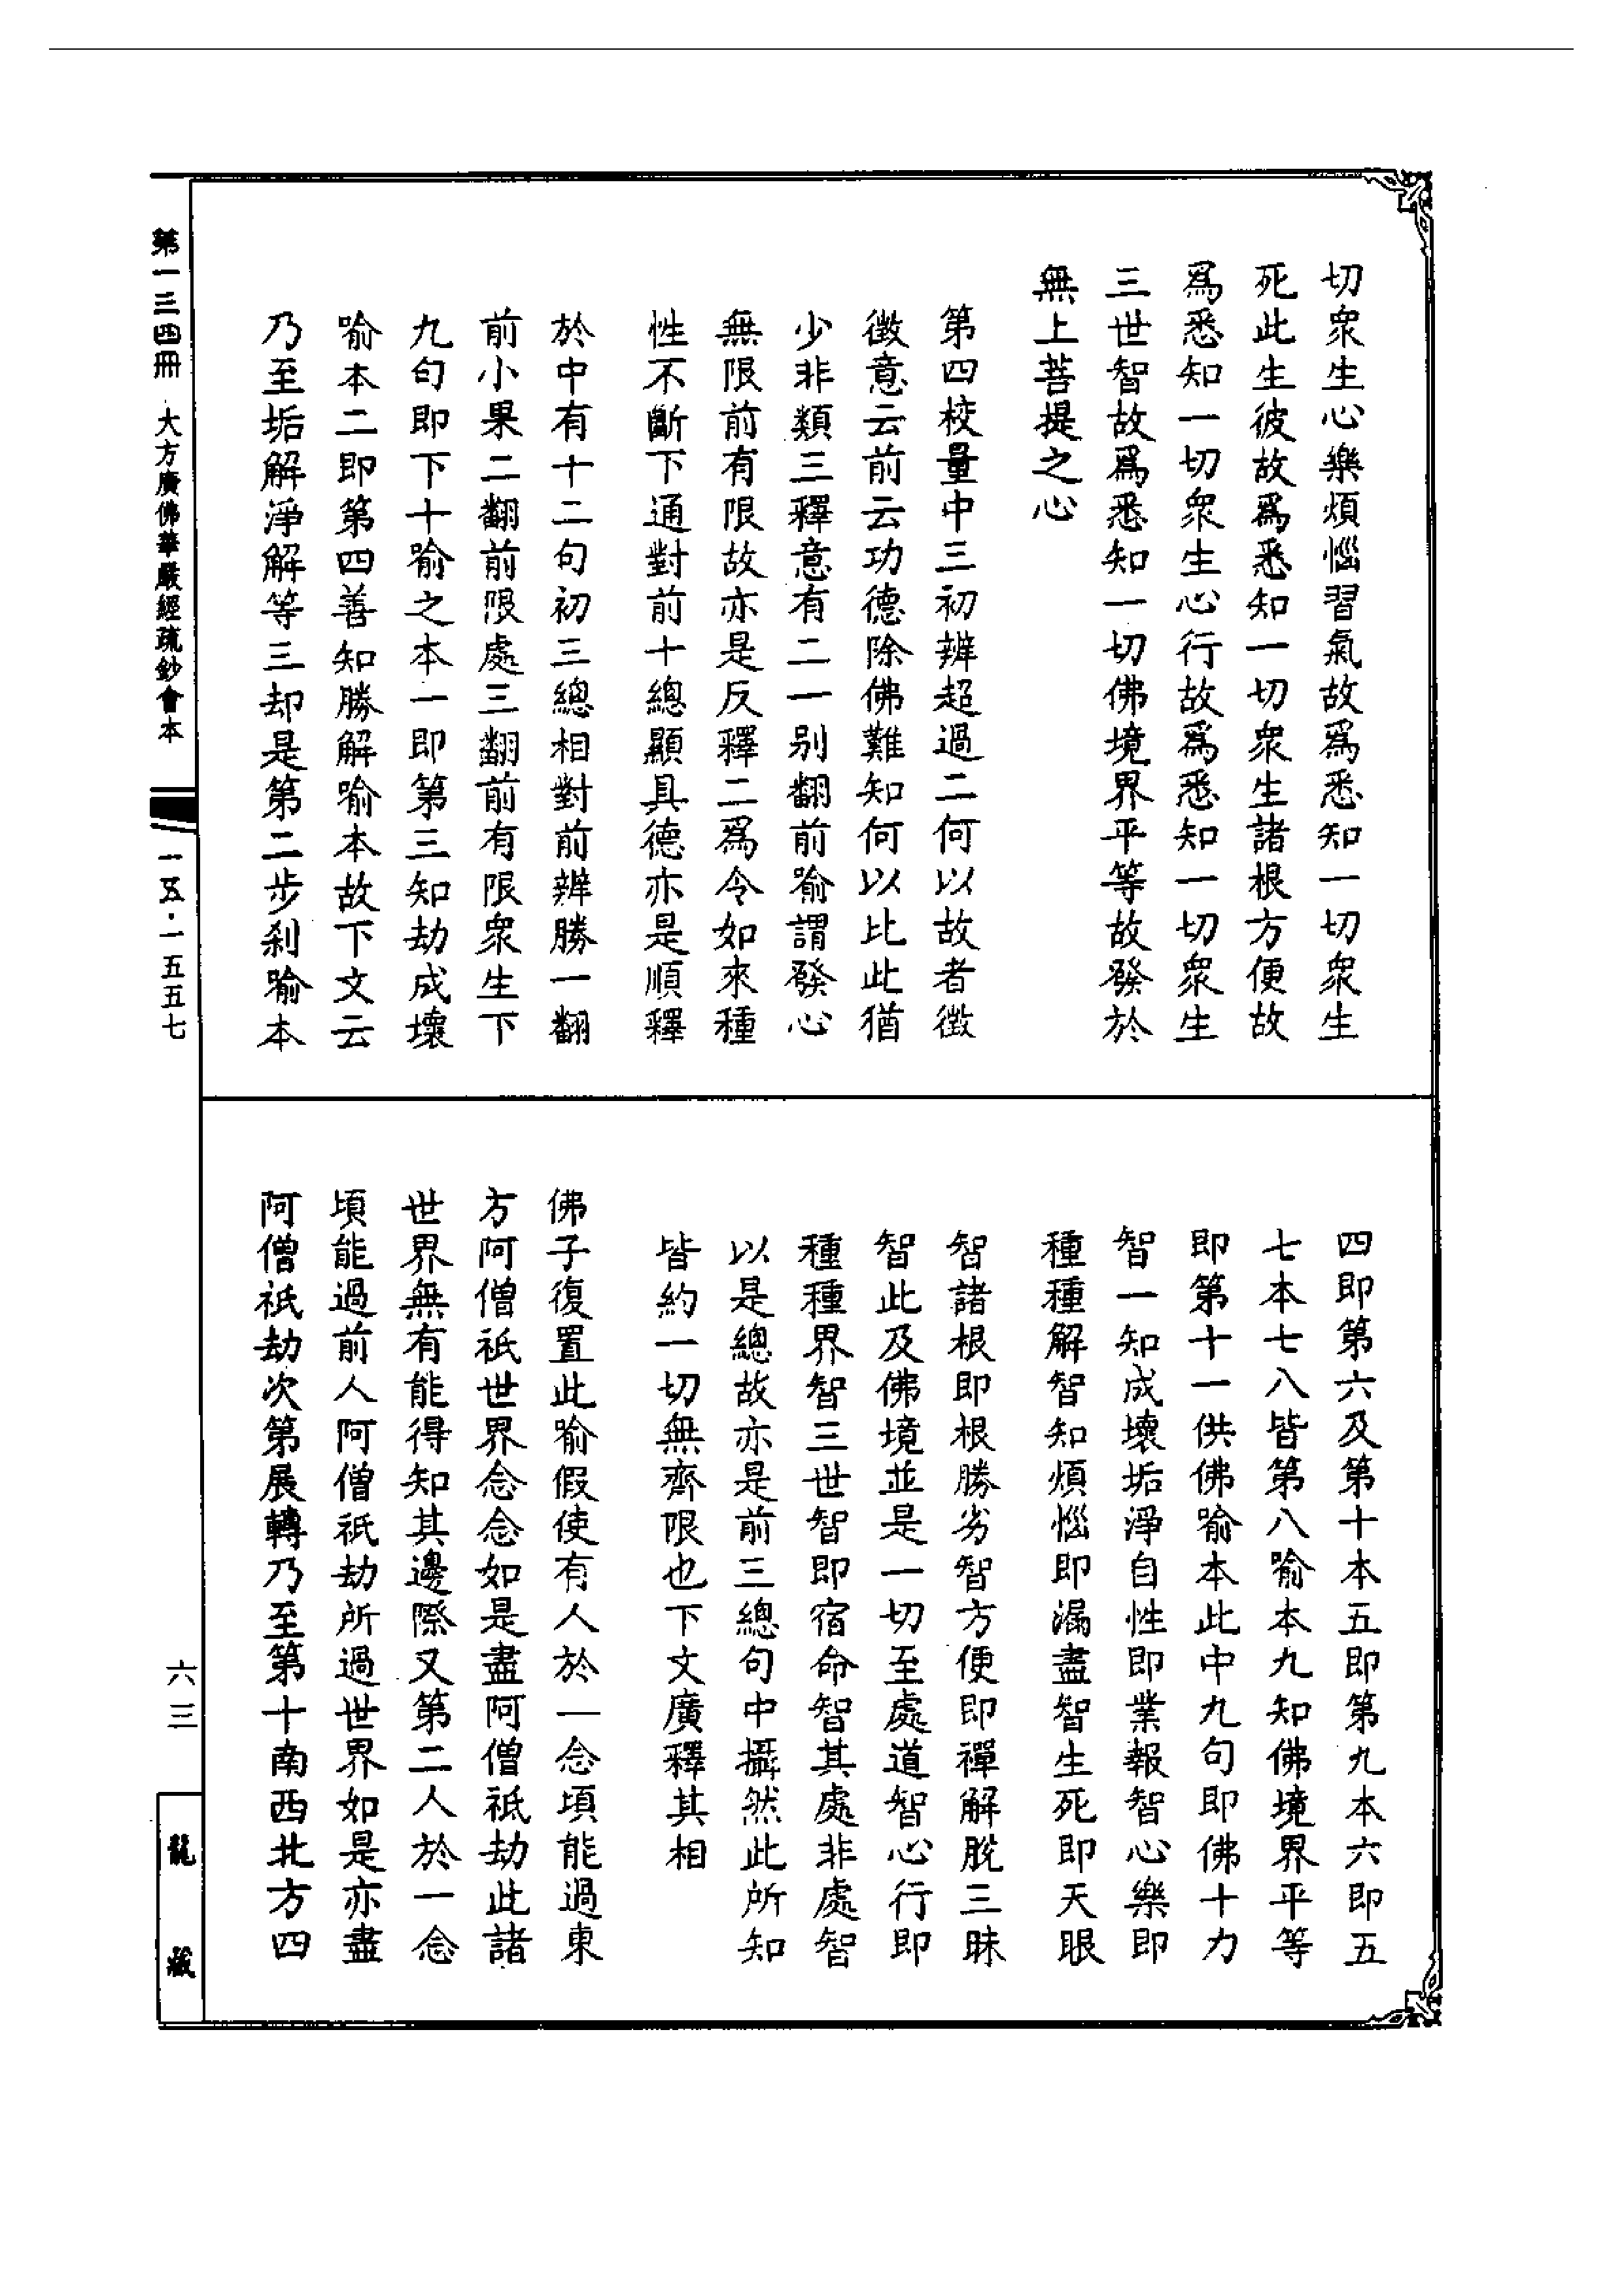 切衆生心樂煩惱習氣故爲悉知一切衆生
死此生彼故爲悉知一切衆生諸根方便故
爲悉知一切衆生心行故爲悉知一切衆生
三世智故爲悉知一切佛境界平等故發於
無上菩提之心
第四校量中三初辨超過二何以故者徵
徵意云前云功德除佛難知何以比此猶
少非類三釋意有二一別翻前喻謂發心
無限前有限故亦是反釋二爲令如來種
性不斷下通對前十總顯具德亦是順釋
於中有十二句初三總相對前辨勝一翻
前小果二翻前限處三翻前有限衆生下
九句即下十喻之本一即第三知劫成壞
喻本二即第四善知勝解喻本故下文云
乃至垢解淨解等三却是第二步刹喻本
四即第六及第十本五即第九本六即五
七本七八皆第八喻本九知佛境界平等
即第十一供佛喻本此中九句即佛十力
智一知成壞垢淨自性即業報智心樂即
種種解智知煩惱即漏盡智生死即天眼
智諸根即根勝劣智方便即禪解脫三昧
智此及佛境並是一切至處道智心行即
種種界智三世智即宿命智其處非處智
以是總故亦是前三總句中攝然此所知
皆約一切無齊限也下文廣釋其相
佛子復置此喻假使有人於一念頃能過東
方阿僧祇世界念念如是盡阿僧祇劫此諸
世界無有能得知其邊際又第二人於一念
頃能過前人阿僧祇劫所過世界如是亦盡
阿僧祇劫次第展轉乃至第十南西北方四
第一三四冊 大方廣佛華嚴經疏鈔會本
一五五·一五五七
六三
龍藏